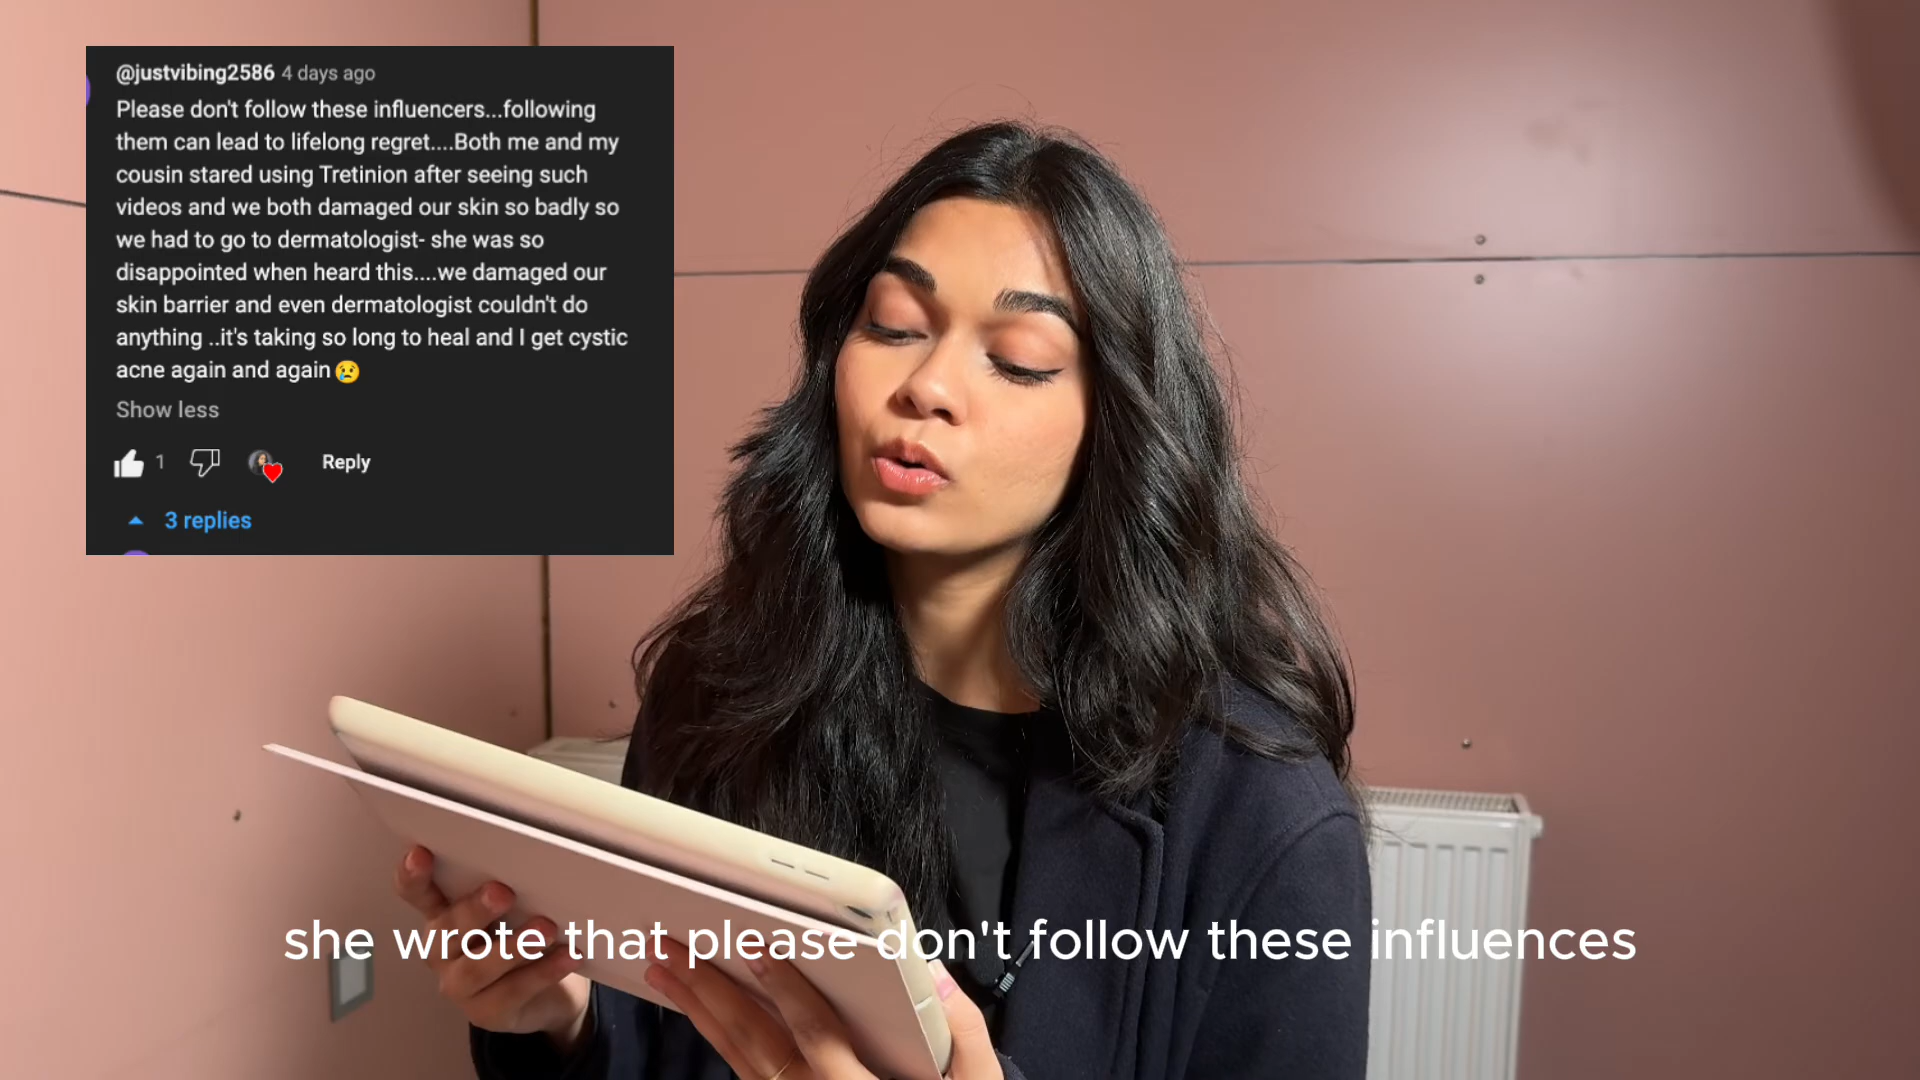 @justvibing2586 4 days ago
Please don't follow these influencers...following
them can lead to lifelong regret....Both me and my
cousin stared using Tretinion after seeing such
videos and we both damaged our skin so badly so
we had to go to dermatologist- she was so
disappointed when heard this....we damaged our
skin barrier and even dermatologist couldn't do
anything ..it's taking so long to heal and I get cystic
acne again and again😢
Show less
1 Reply
3 replies
she wrote that please don't follow these influences